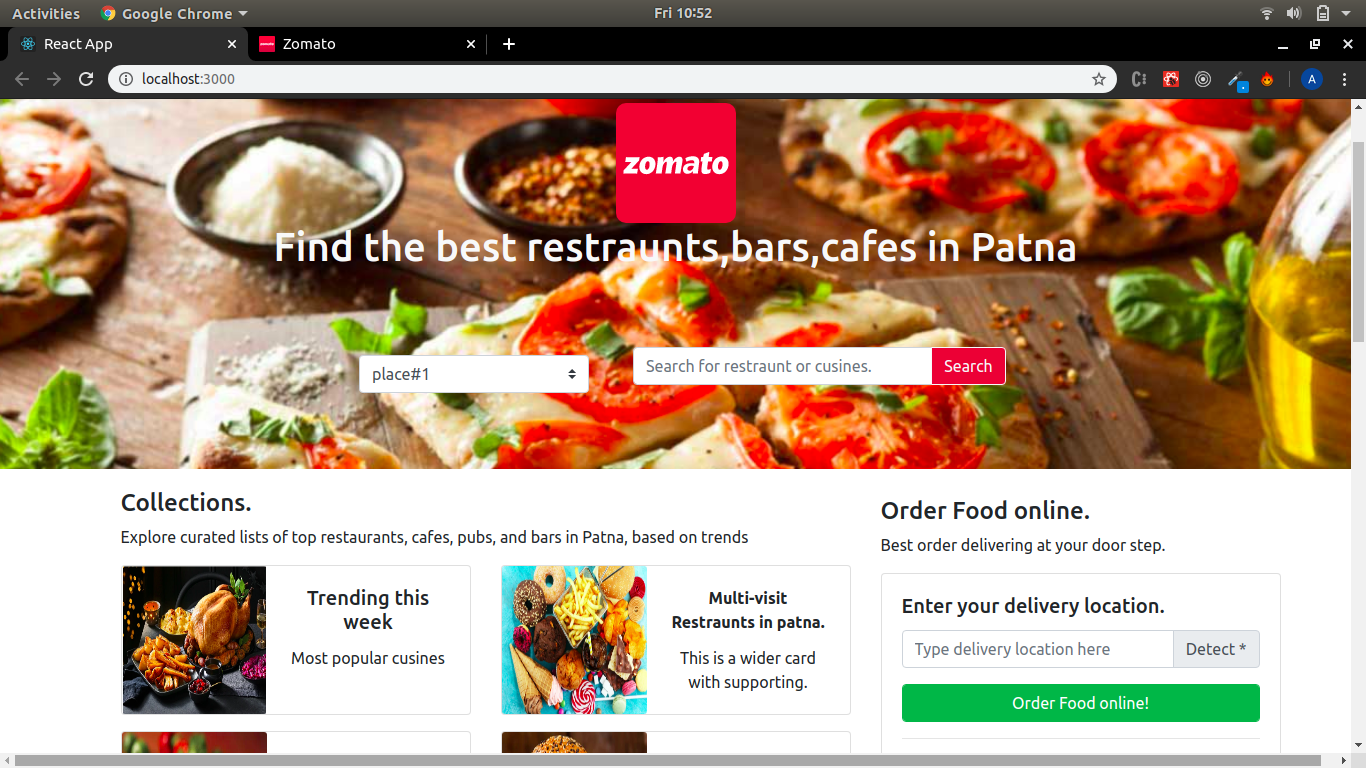 Activities
Google Chrome
Fri 10:52
React App
zomato
Zomato
localhost:3000
A
zomato
Find the best restraunts,bars,cafes in Patna
place#1
Search for restraunt or cusines.
Search
Collections.
Explore curated lists of top restaurants, cafes, pubs, and bars in Patna, based on trends
Trending this
week
Most popular cusines
Multi-visit
Restraunts in patna.
This is a wider card
with supporting.
Order Food online.
Best order delivering at your door step.
Enter your delivery location.
Type delivery location here
Detect *
Order Food online!